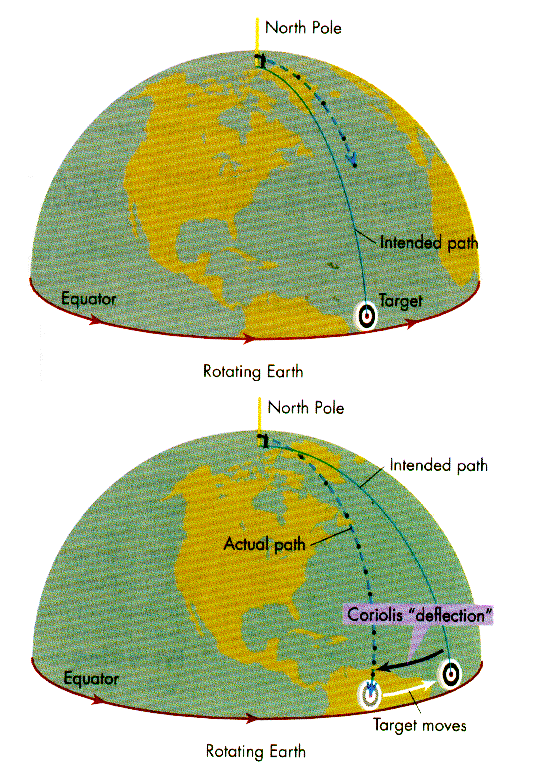 North Pole
Intended path
Equator
Target
Rotating Earth
North Pole
Intended path
Actual path
Coriolis "deflection"
Equator
Target moves
Rotating Earth